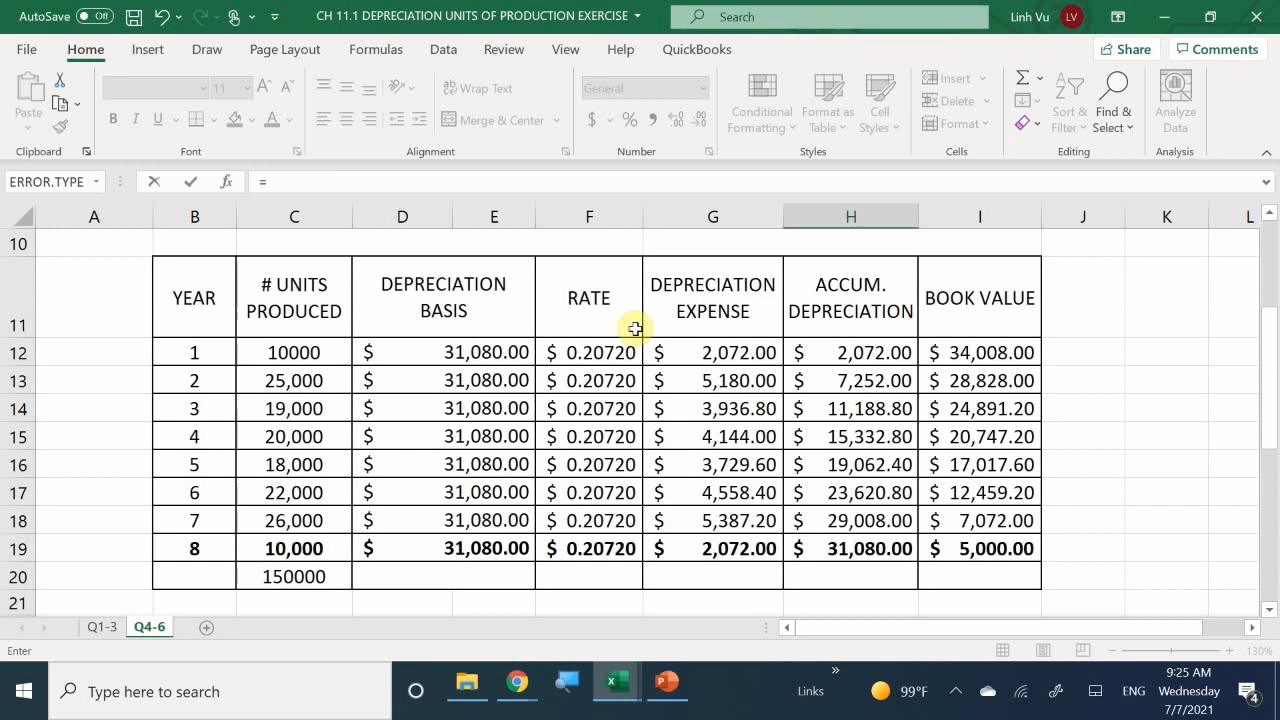 AutoSave Off CH 11.1 DEPRECIATION UNITS OF PRODUCTION EXERCISE Search Linh Vu LV
File Home Insert Draw Page Layout Formulas Data Review View Help QuickBooks Share Comments
Paste 11 B I U Wrap Text Merge & Center General $ % Conditional Formatting Format as Table Cell Styles Insert Delete Format Sort & Filter Find & Select Analyze Data
Clipboard Font Alignment Number Styles Cells Editing Analysis
ERROR.TYPE fx =
A B C D E F G H I J K L
10
11 YEAR # UNITS PRODUCED DEPRECIATION BASIS RATE DEPRECIATION EXPENSE ACCUM. DEPRECIATION BOOK VALUE
12 1 10000 $ 31,080.00 $ 0.20720 $ 2,072.00 $ 2,072.00 $ 34,008.00
13 2 25,000 $ 31,080.00 $ 0.20720 $ 5,180.00 $ 7,252.00 $ 28,828.00
14 3 19,000 $ 31,080.00 $ 0.20720 $ 3,936.80 $ 11,188.80 $ 24,891.20
15 4 20,000 $ 31,080.00 $ 0.20720 $ 4,144.00 $ 15,332.80 $ 20,747.20
16 5 18,000 $ 31,080.00 $ 0.20720 $ 3,729.60 $ 19,062.40 $ 17,017.60
17 6 22,000 $ 31,080.00 $ 0.20720 $ 4,558.40 $ 23,620.80 $ 12,459.20
18 7 26,000 $ 31,080.00 $ 0.20720 $ 5,387.20 $ 29,008.00 $ 7,072.00
19 8 10,000 $ 31,080.00 $ 0.20720 $ 2,072.00 $ 31,080.00 $ 5,000.00
20 150000
21
Q1-3 Q4-6
Enter 130%
Type here to search Links 99°F ENG 9:25 AM Wednesday 7/7/2021 4